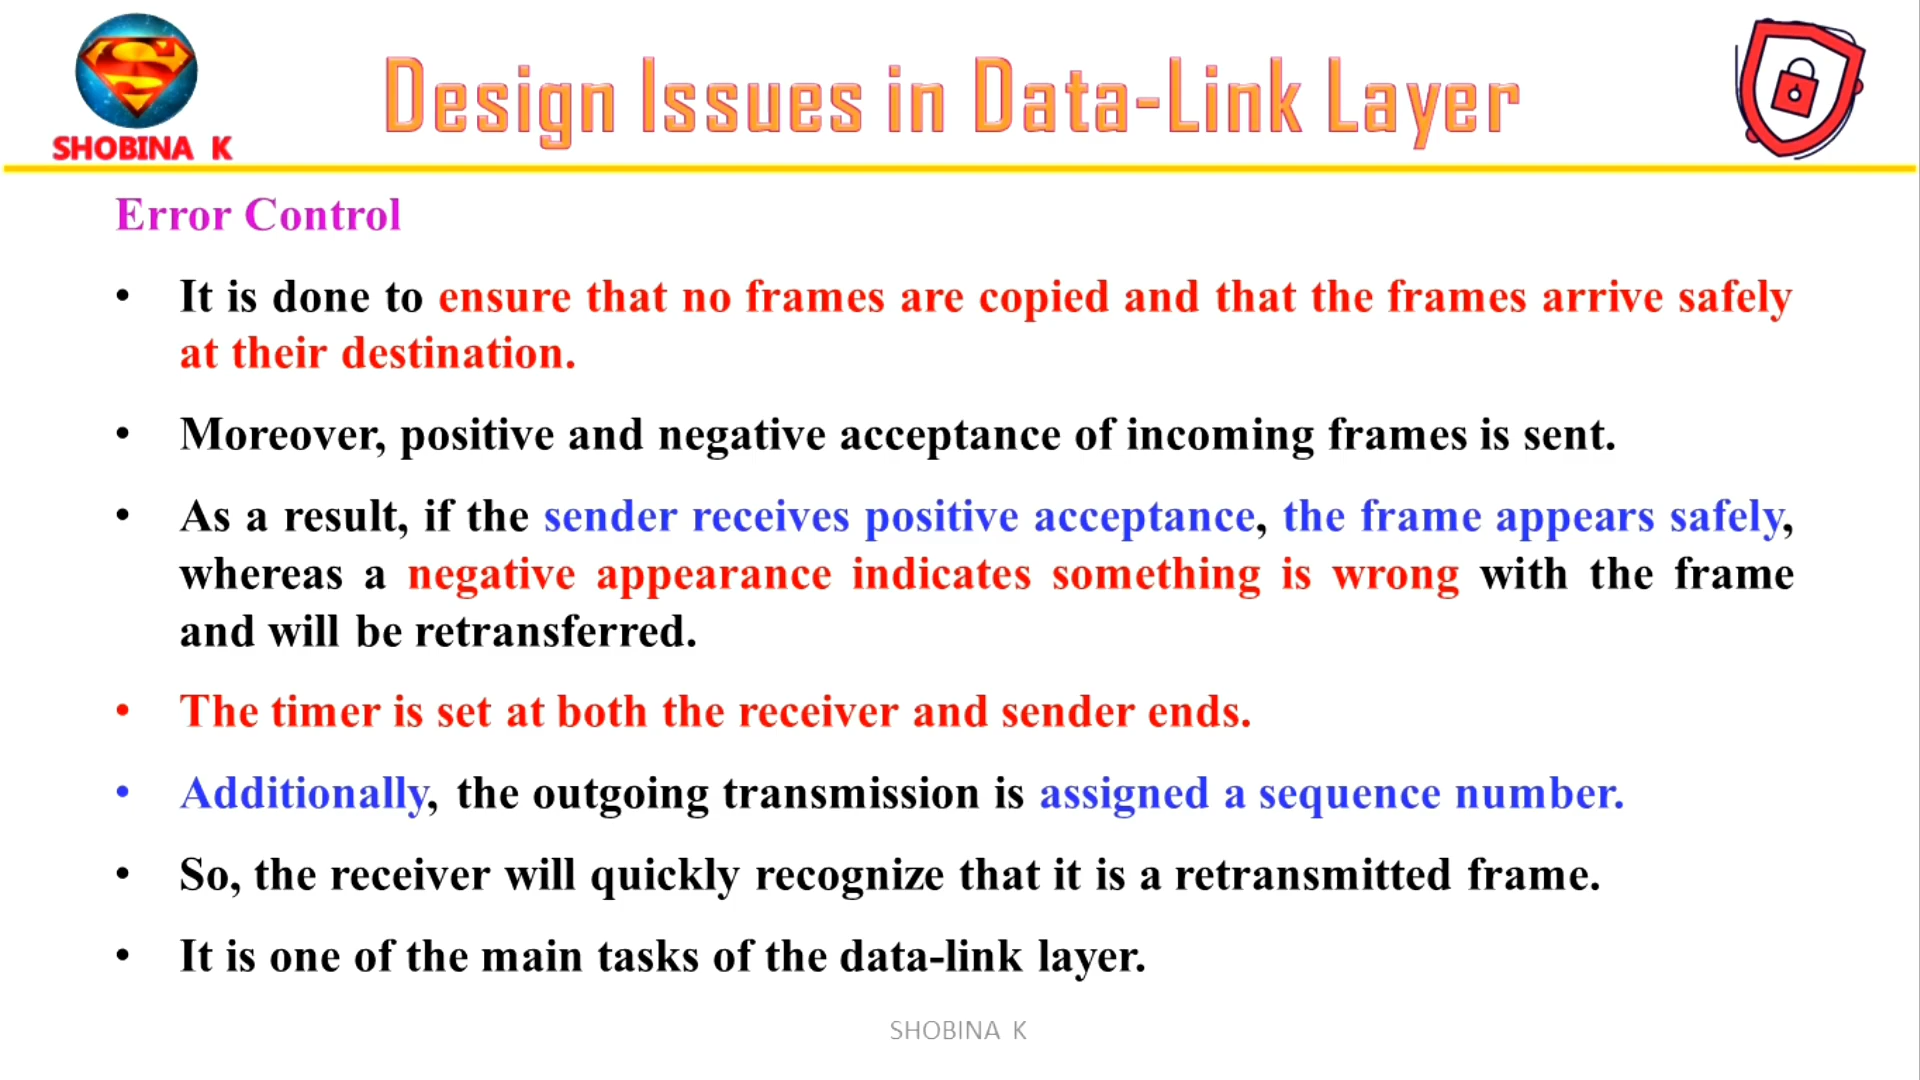 SHOBINA K
Design Issues in Data-Link Layer
Error Control
• It is done to ensure that no frames are copied and that the frames arrive safely
at their destination.
• Moreover, positive and negative acceptance of incoming frames is sent.
• As a result, if the sender receives positive acceptance, the frame appears safely,
whereas a negative appearance indicates something is wrong with the frame
and will be retransferred.
• The timer is set at both the receiver and sender ends.
• Additionally, the outgoing transmission is assigned a sequence number.
• So, the receiver will quickly recognize that it is a retransmitted frame.
• It is one of the main tasks of the data-link layer.
SHOBINA K